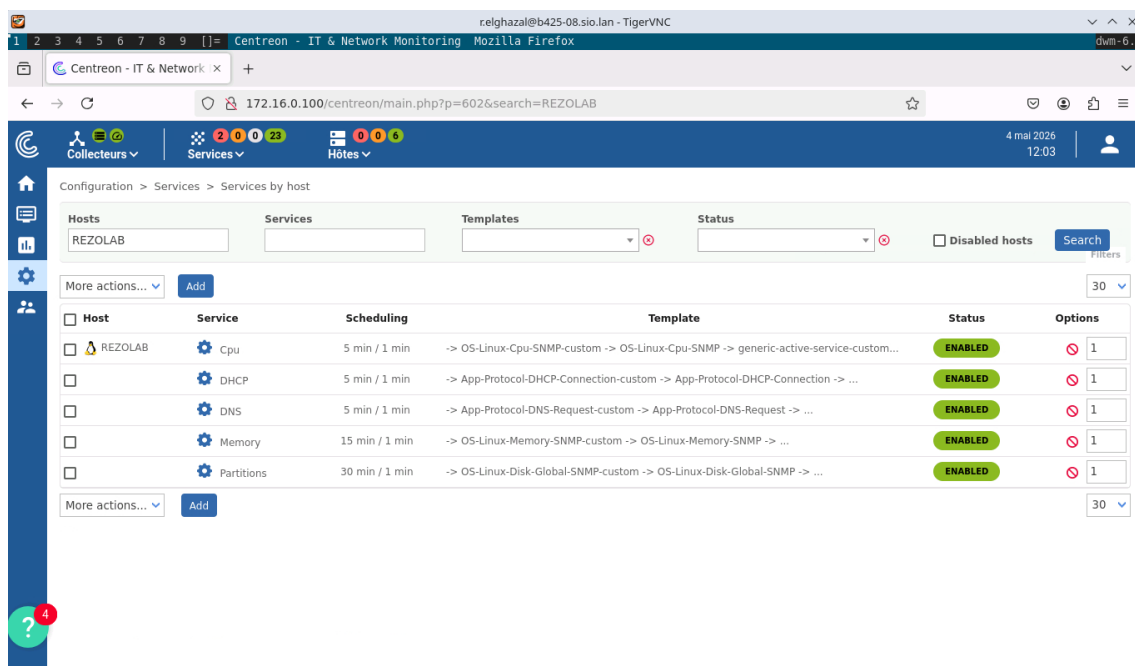 r.elghazal@b425-08.sio.lan - TigerVNC
1 2 3 4 5 6 7 8 9 []= Centreon - IT & Network Monitoring Mozilla Firefox dwm-6.
Centreon - IT & Network
172.16.0.100/centreon/main.php?p=602&search=REZOLAB
Collecteurs
2 0 0 23
Services
0 0 6
Hôtes
4 mai 2026
12:03
Configuration > Services > Services by host
Hosts Services Templates Status
REZOLAB Disabled hosts Search
Filters
More actions... Add 30
Host Service Scheduling Template Status Options
REZOLAB Cpu 5 min / 1 min -> OS-Linux-Cpu-SNMP-custom -> OS-Linux-Cpu-SNMP -> generic-active-service-custom... ENABLED 1
DHCP 5 min / 1 min -> App-Protocol-DHCP-Connection-custom -> App-Protocol-DHCP-Connection -> ... ENABLED 1
DNS 5 min / 1 min -> App-Protocol-DNS-Request-custom -> App-Protocol-DNS-Request -> ... ENABLED 1
Memory 15 min / 1 min -> OS-Linux-Memory-SNMP-custom -> OS-Linux-Memory-SNMP -> ... ENABLED 1
Partitions 30 min / 1 min -> OS-Linux-Disk-Global-SNMP-custom -> OS-Linux-Disk-Global-SNMP -> ... ENABLED 1
More actions... Add 30
4
?